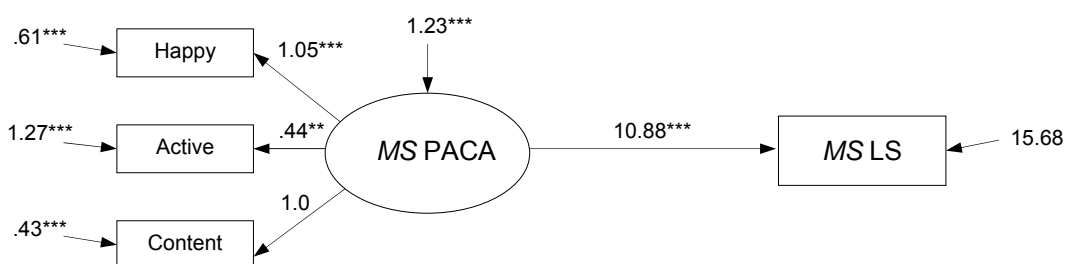 1.23***
.61***
Happy
1.05***
1.27***
Active
.44**
MS PACA
10.88***
MS LS
15.68
1.0
.43***
Content